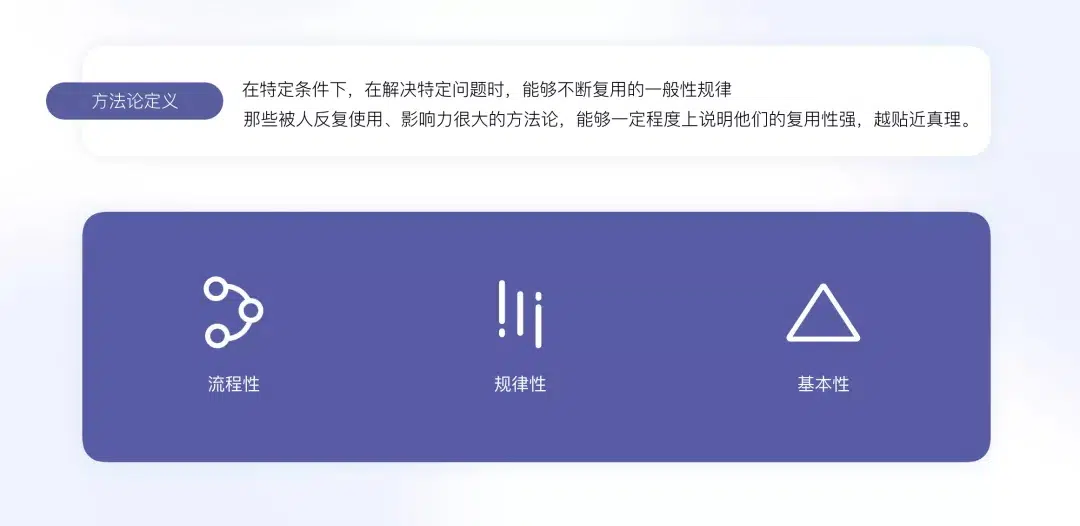 方法论定义
在特定条件下，在解决特定问题时，能够不断复用的一般性规律
那些被人反复使用、影响力很大的方法论，能够一定程度上说明他们的复用性强，越贴近真理。
流程性
规律性
基本性